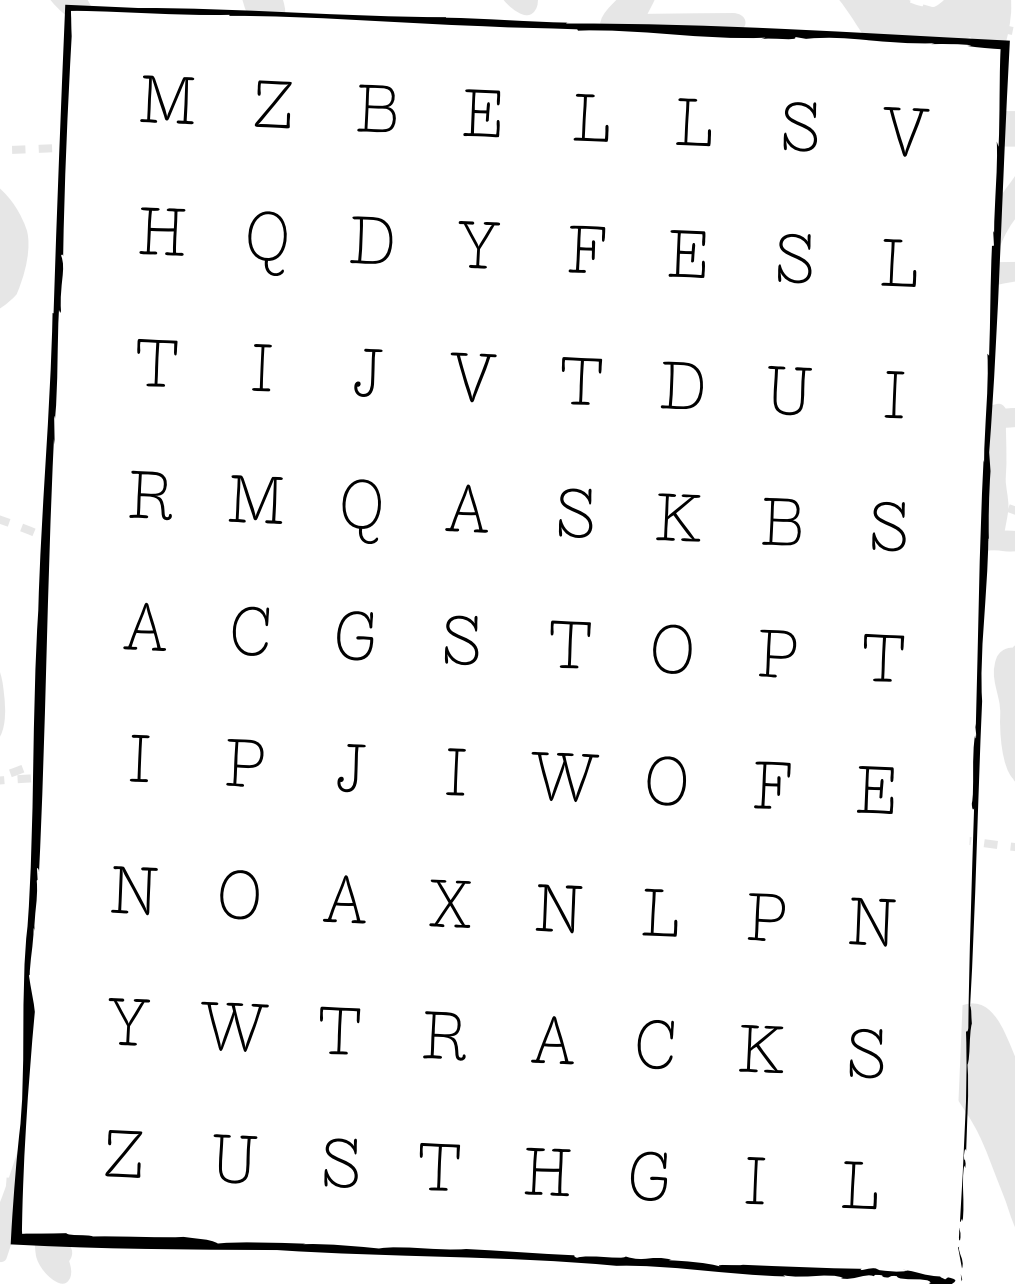 M Z B E L L S V
H Q D Y F E S L
T I J V T D U I
R M Q A S K B S
A C G S T O P T
I P J I W O F E
N O A X N L P N
Y W T R A C K S
Z U S T H G I L